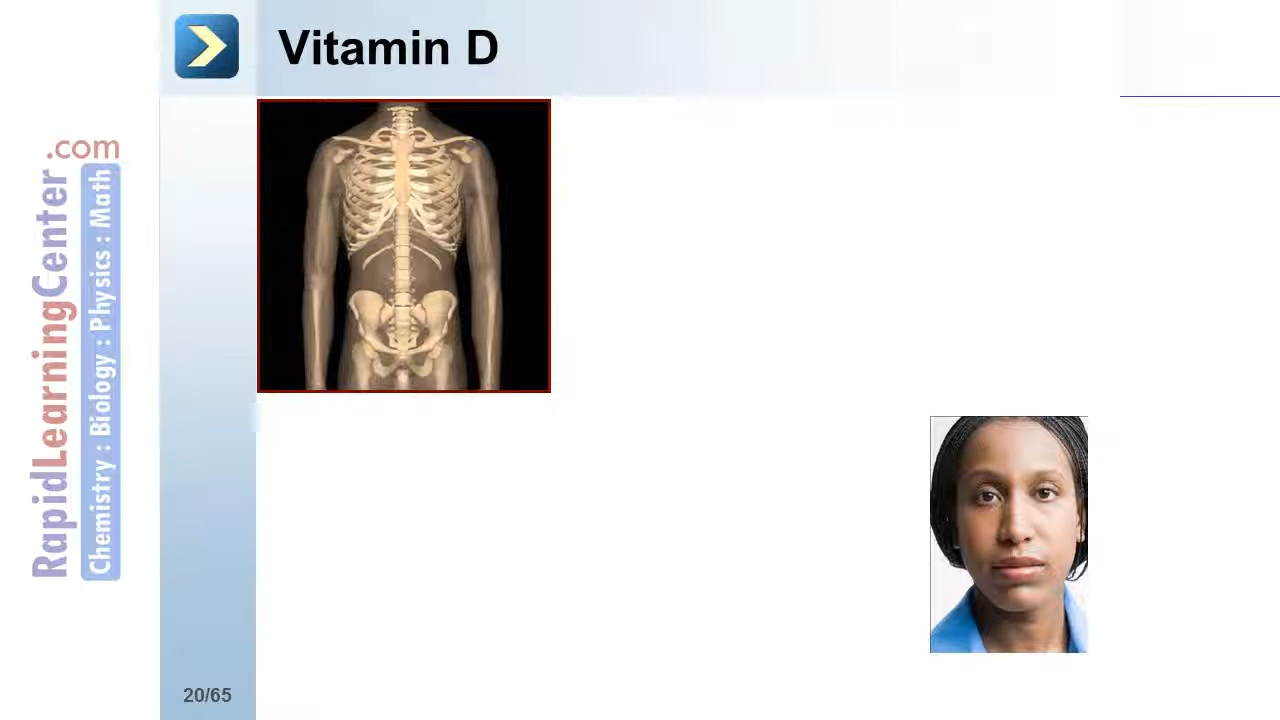 Vitamin D
RapidLearningCenter.com
Chemistry : Biology : Physics : Math
20/65